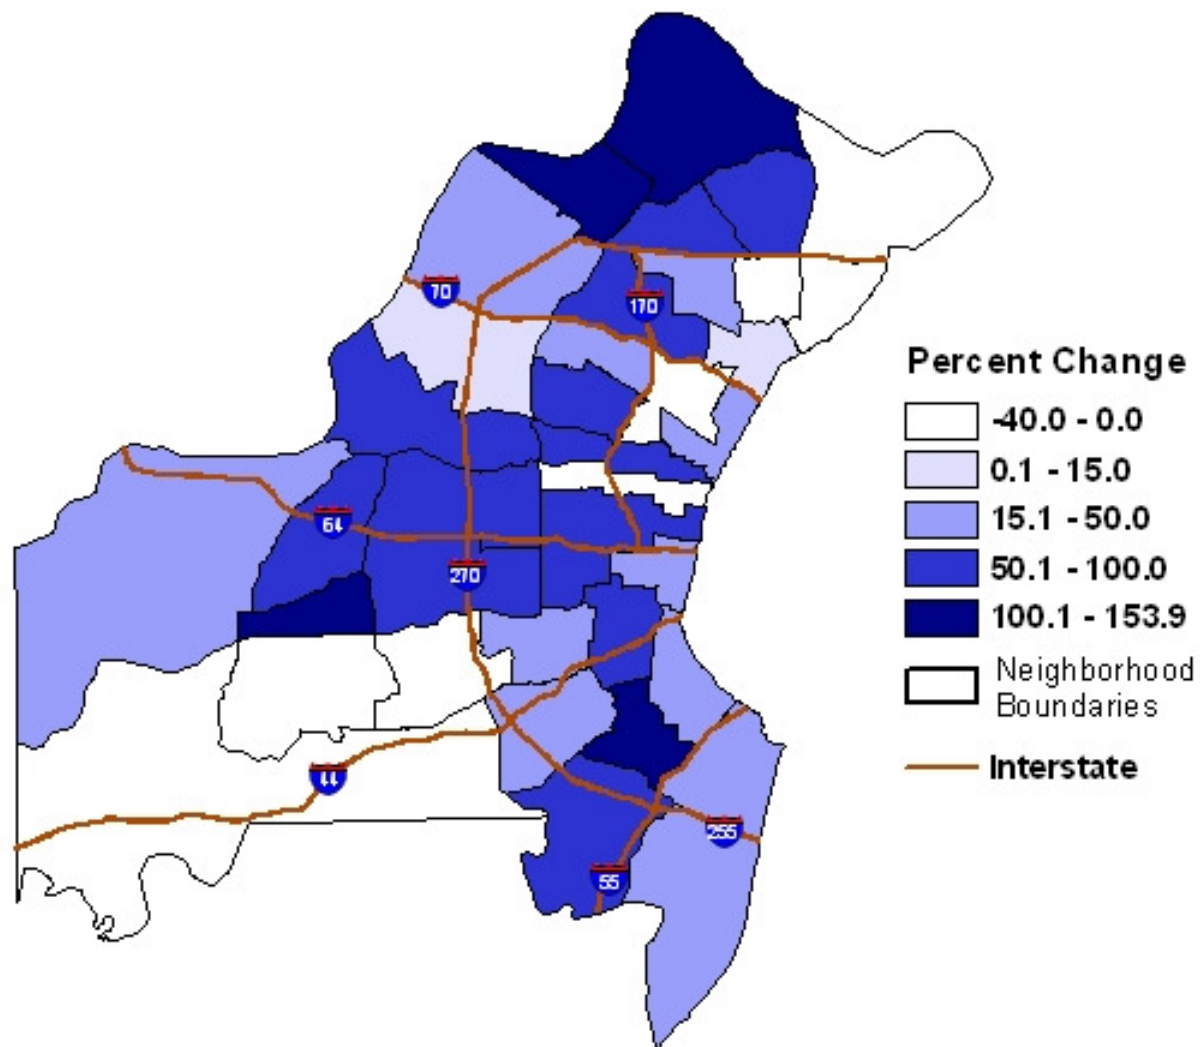 70
170
64
270
44
255
55
Percent Change
-40.0 - 0.0
0.1 - 15.0
15.1 - 50.0
50.1 - 100.0
100.1 - 153.9
Neighborhood
Boundaries
Interstate